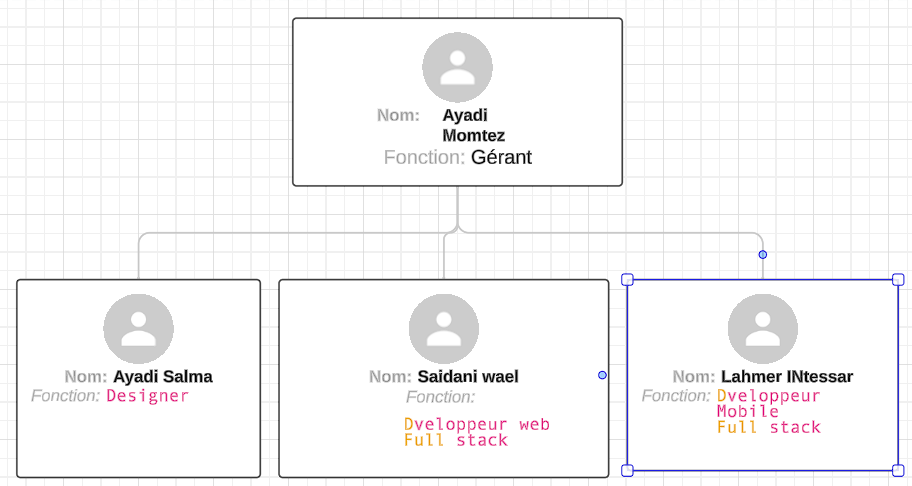 Nom: Ayadi
Momtez
Fonction: Gérant
Nom: Ayadi Salma
Fonction: Designer
Nom: Saidani wael
Fonction:
Dveloppeur web
Full stack
Nom: Lahmer INtessar
Fonction: Dveloppeur
Mobile
Full stack